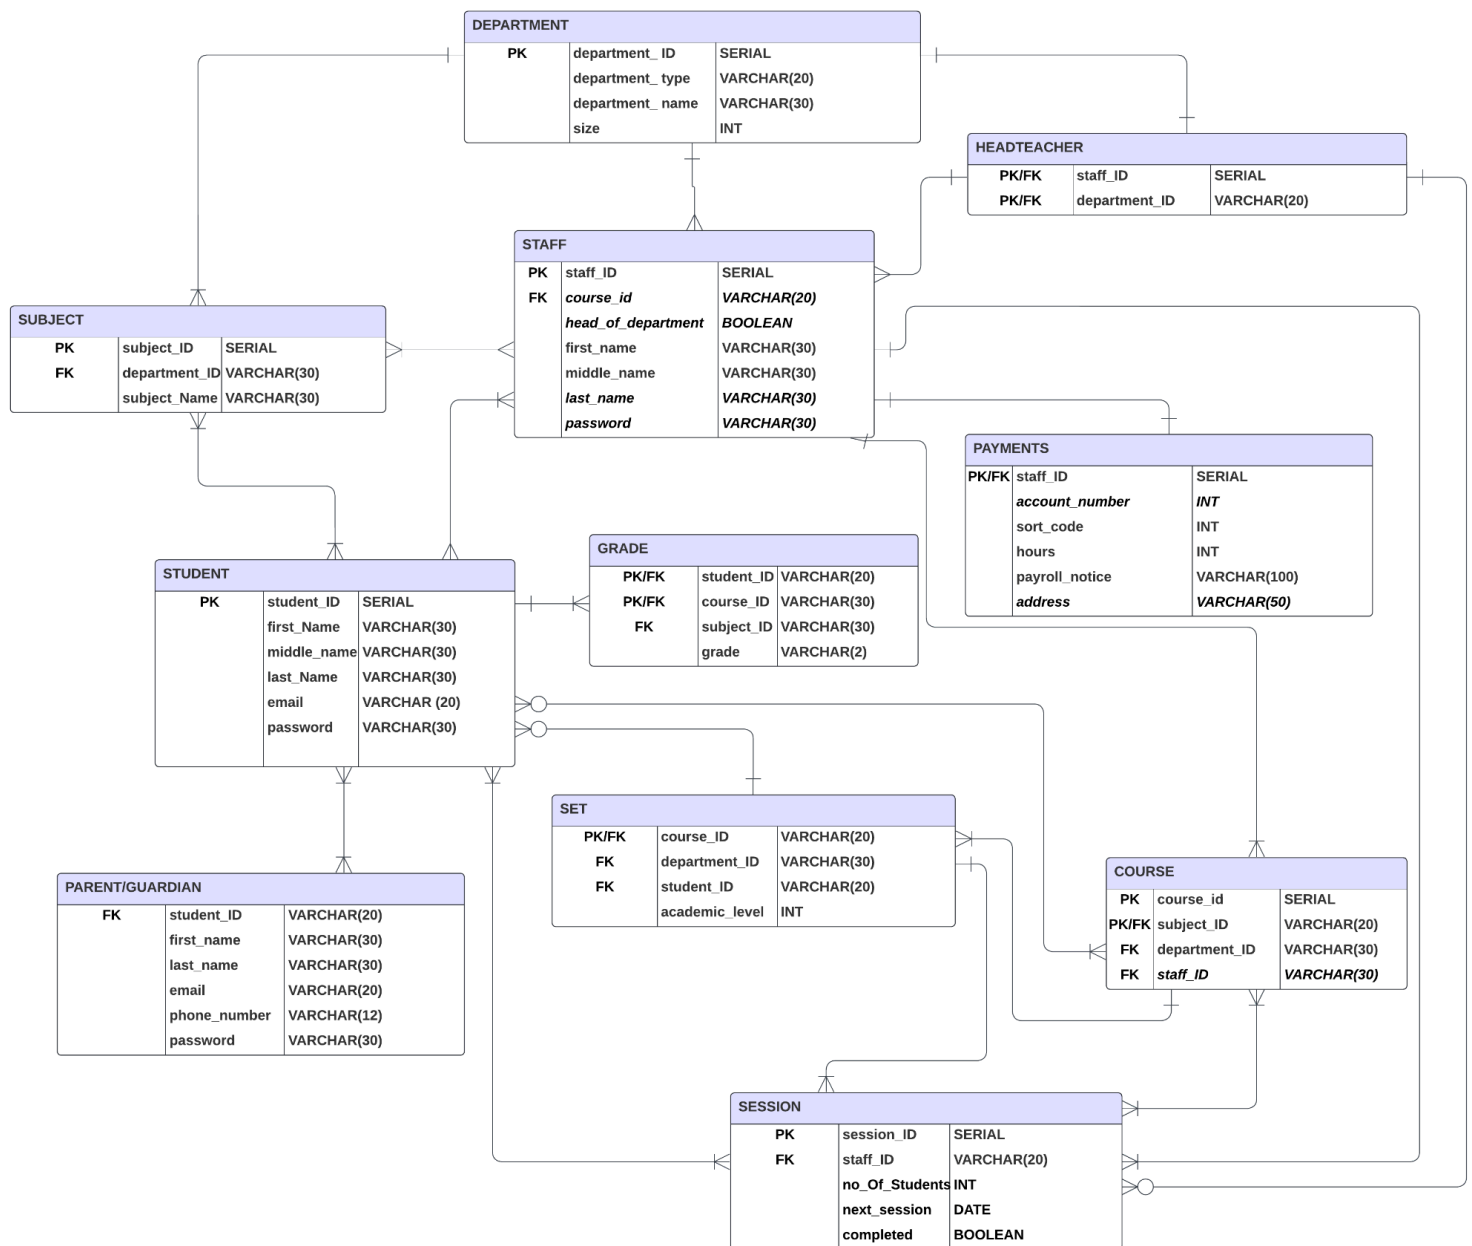 DEPARTMENT
PK department_ ID SERIAL
department_ type VARCHAR(20)
department_ name VARCHAR(30)
size INT
HEADTEACHER
PK/FK staff_ID SERIAL
PK/FK department_ID VARCHAR(20)
STAFF
PK staff_ID SERIAL
FK course_id VARCHAR(20)
head_of_department BOOLEAN
first_name VARCHAR(30)
middle_name VARCHAR(30)
last_name VARCHAR(30)
password VARCHAR(30)
SUBJECT
PK subject_ID SERIAL
FK department_ID VARCHAR(30)
subject_Name VARCHAR(30)
PAYMENTS
PK/FK staff_ID SERIAL
account_number INT
sort_code INT
hours INT
payroll_notice VARCHAR(100)
address VARCHAR(50)
GRADE
PK/FK student_ID VARCHAR(20)
PK/FK course_ID VARCHAR(30)
FK subject_ID VARCHAR(30)
grade VARCHAR(2)
STUDENT
PK student_ID SERIAL
first_Name VARCHAR(30)
middle_name VARCHAR(30)
last_Name VARCHAR(30)
email VARCHAR (20)
password VARCHAR(30)
SET
PK/FK course_ID VARCHAR(20)
FK department_ID VARCHAR(30)
FK student_ID VARCHAR(20)
academic_level INT
COURSE
PK course_id SERIAL
PK/FK subject_ID VARCHAR(20)
FK department_ID VARCHAR(30)
FK staff_ID VARCHAR(30)
PARENT/GUARDIAN
FK student_ID VARCHAR(20)
first_name VARCHAR(30)
last_name VARCHAR(30)
email VARCHAR(20)
phone_number VARCHAR(12)
password VARCHAR(30)
SESSION
PK session_ID SERIAL
FK staff_ID VARCHAR(20)
no_Of_Students INT
next_session DATE
completed BOOLEAN